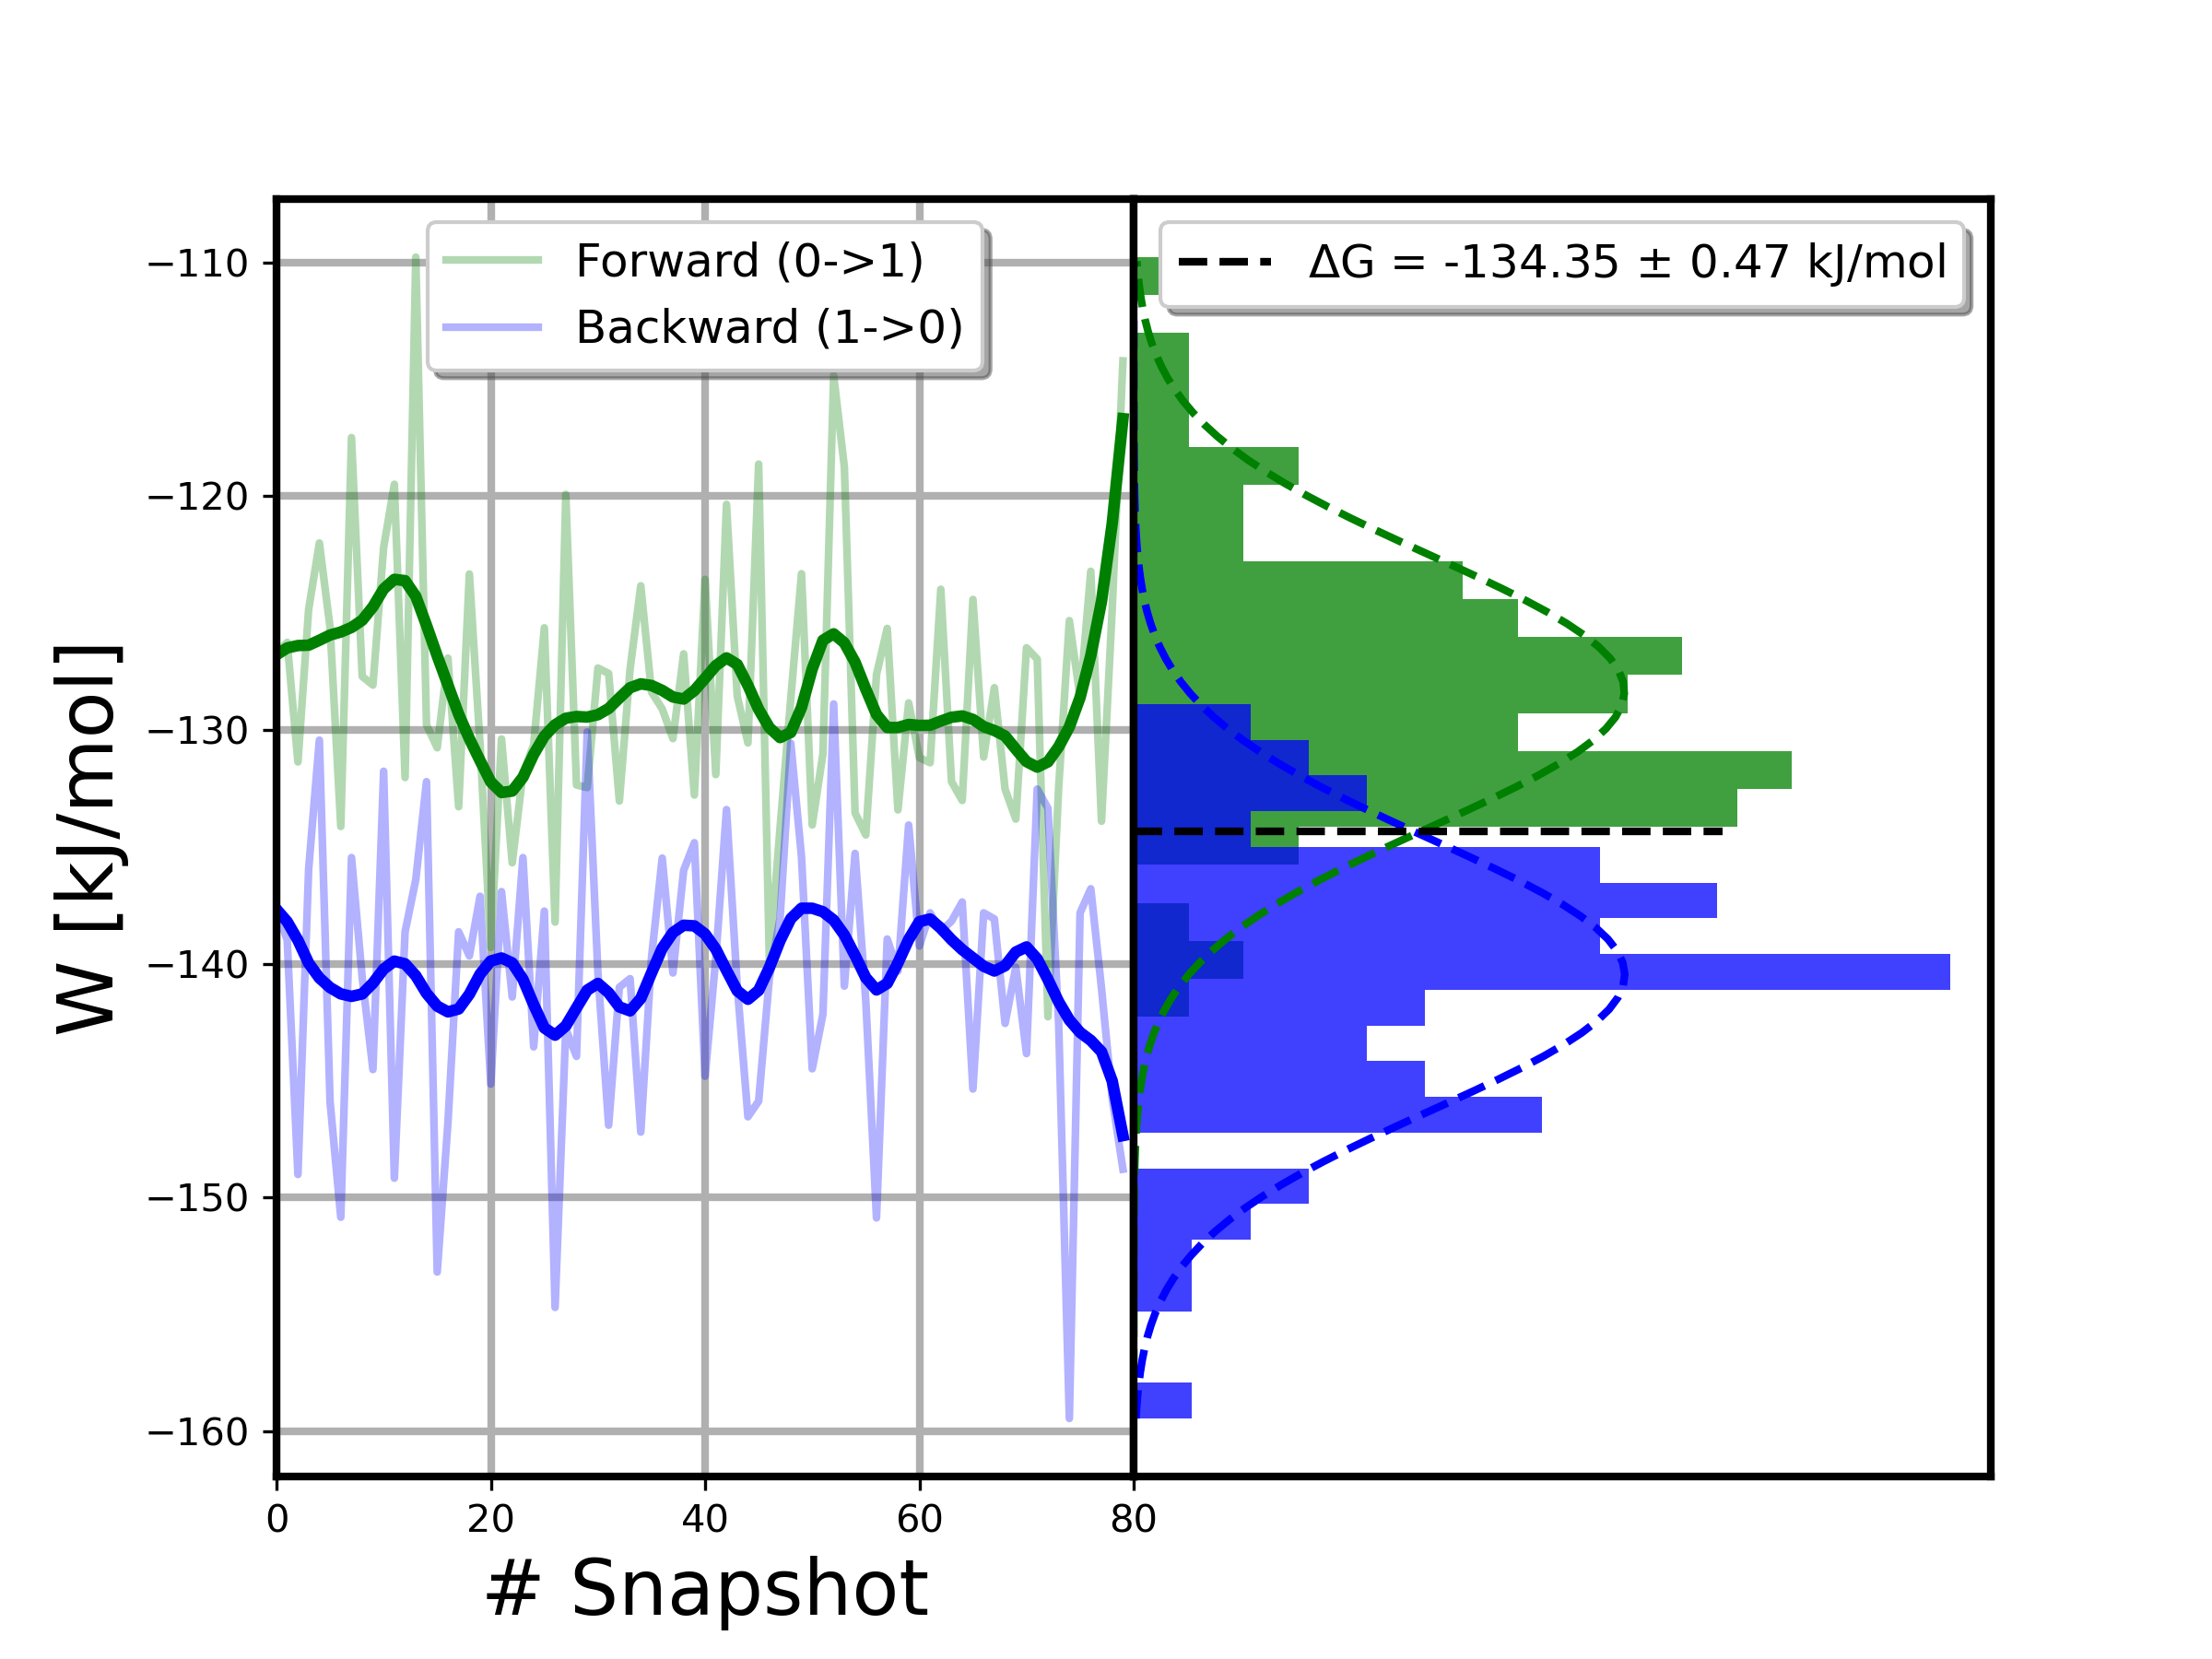 Forward (0->1)
Backward (1->0)
ΔG = -134.35 ± 0.47 kJ/mol
W [kJ/mol]
−110
−120
−130
−140
−150
−160
0 20 40 60 80
# Snapshot